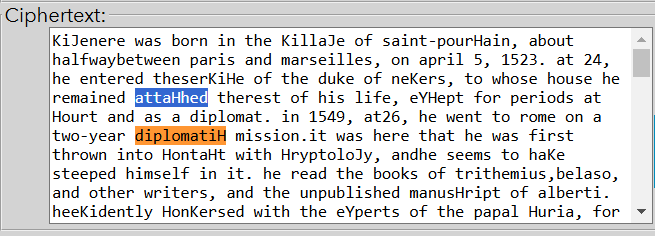 Ciphertext:
KiJenere was born in the KillaJe of saint-pourHain, about
halfwaybetween paris and marseilles, on april 5, 1523. at 24,
he entered theserKiHe of the duke of neKers, to whose house he
remained attaHhed therest of his life, eYHept for periods at
Hourt and as a diplomat. in 1549, at26, he went to rome on a
two-year diplomatiH mission.it was here that he was first
thrown into HontaHt with HryptoloJy, andhe seems to haKe
steeped himself in it. he read the books of trithemius,belaso,
and other writers, and the unpublished manusHript of alberti.
heeKidently HonKersed with the eYperts of the papal Huria, for